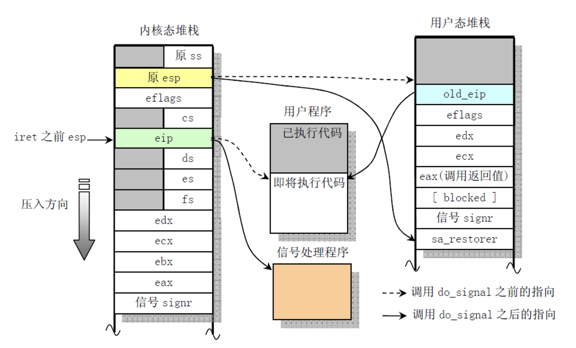 内核态堆栈
原 ss
原 esp
eflags
cs
iret 之前 esp
eip
ds
es
fs
压入方向
edx
ecx
ebx
eax
信号 signr
用户程序
已执行代码
即将执行代码
信号处理程序
用户态堆栈
old_eip
eflags
edx
ecx
eax(调用返回值)
[ blocked ]
信号 signr
sa_restorer
调用 do_signal 之前的指向
调用 do_signal 之后的指向